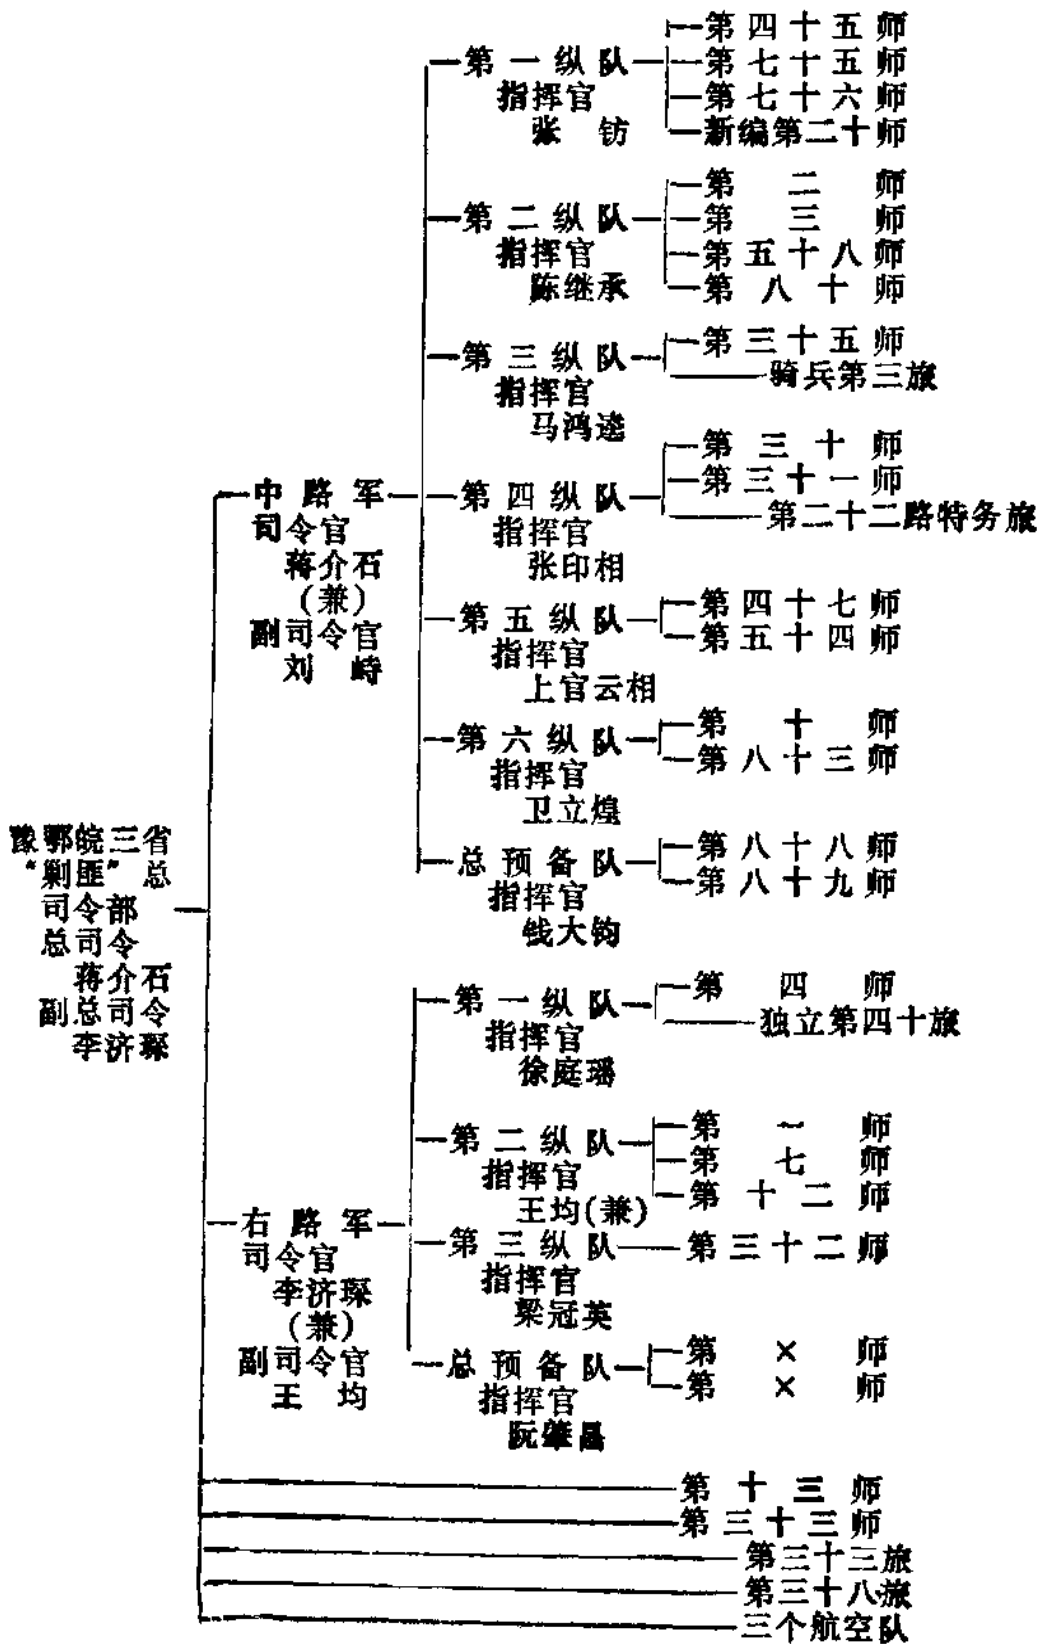 豫鄂皖三省
“剿匪”总
司令部
总司令
蒋介石
副总司令
李济琛
中路军
司令官
蒋介石
(兼)
副司令官
刘峙
第一纵队
指挥官
张钫
第四十五师
第七十五师
第七十六师
新编第二十师
第二纵队
指挥官
陈继承
第二师
第三师
第五十八师
第八十师
第三纵队
指挥官
马鸿逵
第三十五师
骑兵第三旅
第四纵队
指挥官
张印相
第三十师
第三十一师
第二十二路特务旅
第五纵队
指挥官
上官云相
第四十七师
第五十四师
第六纵队
指挥官
卫立煌
第十师
第八十三师
总预备队
指挥官
钱大钧
第八十八师
第八十九师
右路军
司令官
李济琛
(兼)
副司令官
王均
第一纵队
指挥官
徐庭瑶
第四师
独立第四十旅
第二纵队
指挥官
王均(兼)
第一师
第七师
第十二师
第三纵队
指挥官
梁冠英
第三十二师
总预备队
指挥官
阮肇昌
第×师
第×师
第十三师
第三十三师
第三十三旅
第三十八旅
三个航空队